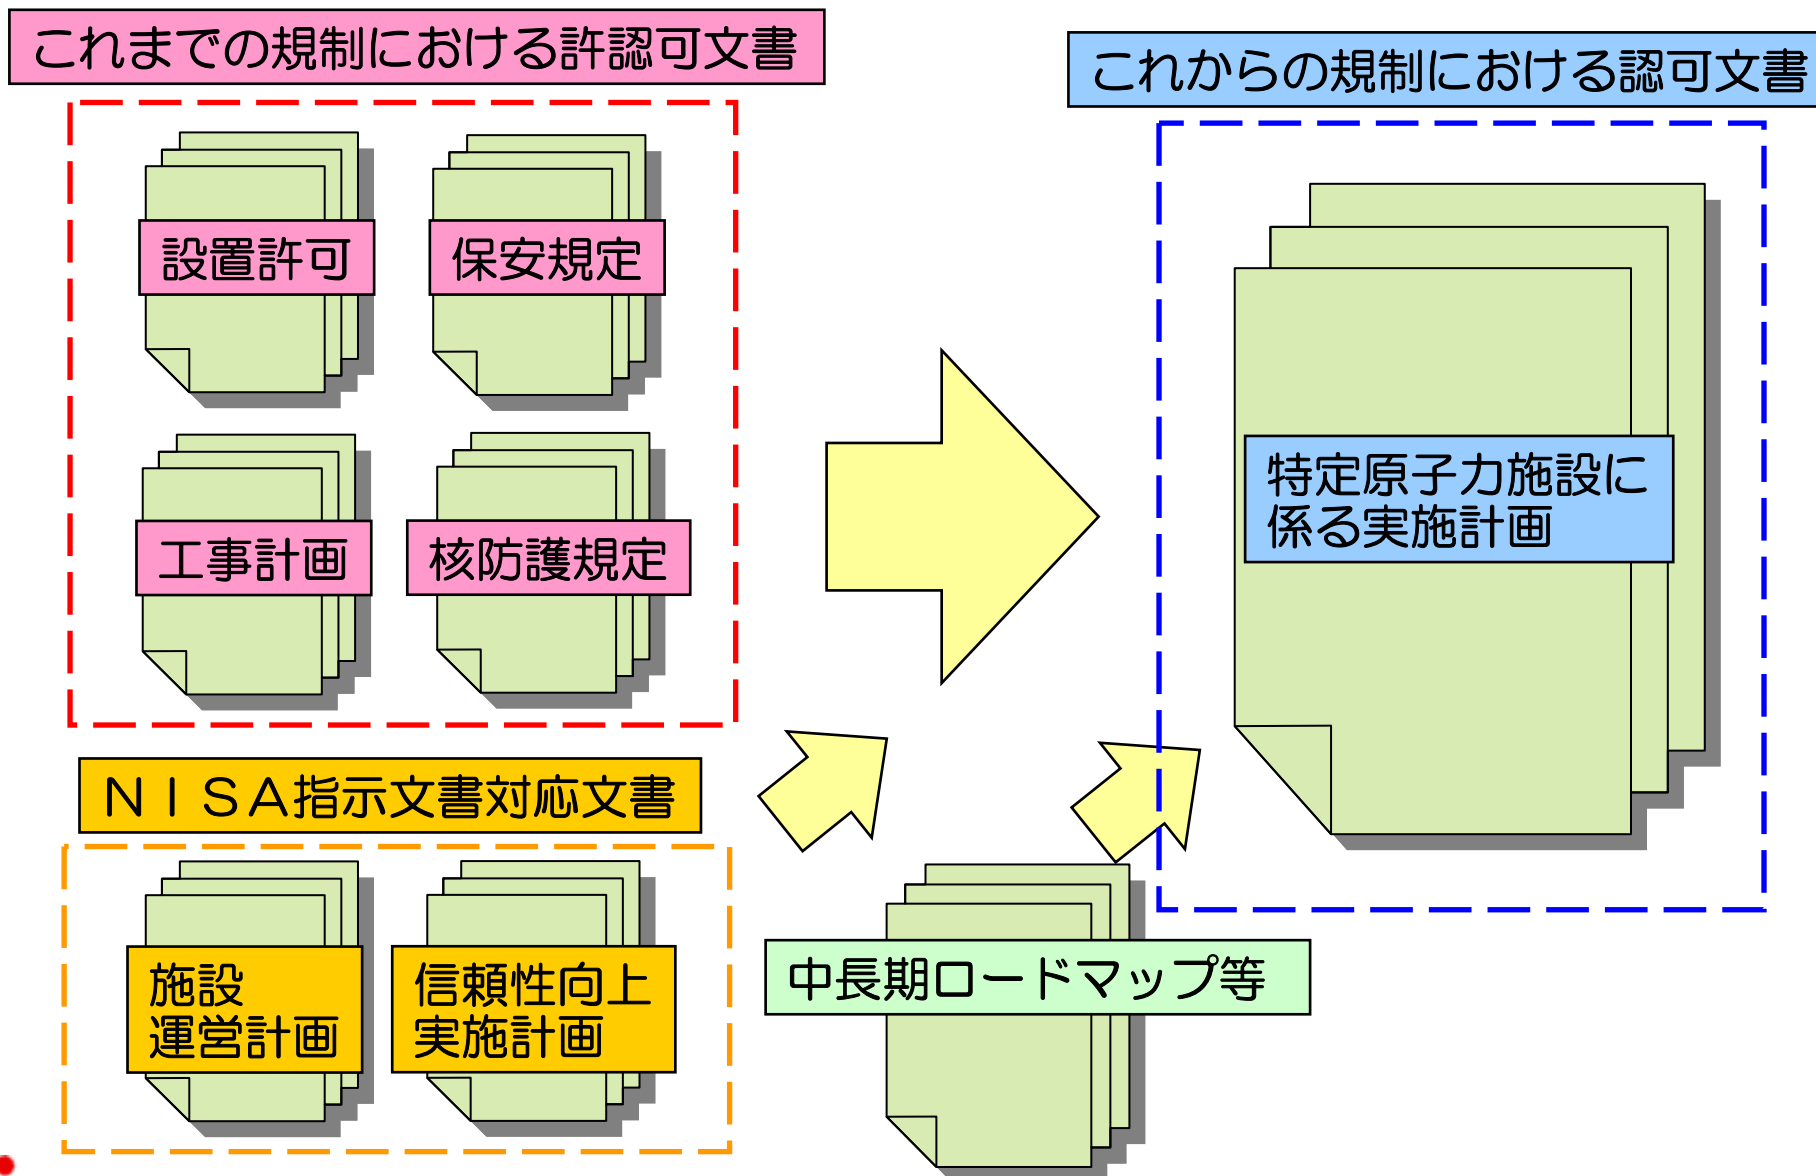 これまでの規制における許認可文書
これからの規制における認可文書
設置許可
保安規定
工事計画
核防護規定
特定原子力施設に
係る実施計画
ＮＩＳＡ指示文書対応文書
施設
運営計画
信頼性向上
実施計画
中長期ロードマップ等